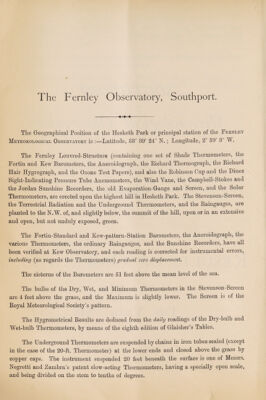 The Fernley Observatory, Southport.
The Geographical Position of the Hesketh Park or principal station of the FERNLEY
METEOROLOGICAL OBSERVATORY is :—Latitude, 53° 39′ 24″ N. ; Longitude, 2° 59′ 3″ W.
The Fernley Louvred-Structure (containing one set of Shade Thermometers, the
Fortin and Kew Barometers, the Aneroidograph, the Richard Thermograph, the Richard
Hair Hygrograph, and the Ozone Test Papers), and also the Robinson Cup and the Dines
Sight-Indicating Pressure Tube Anemometers, the Wind Vane, the Campbell-Stokes and
the Jordan Sunshine Recorders, the old Evaporation-Gauge and Screen, and the Solar
Thermometers, are erected upon the highest hill in Hesketh Park. The Stevenson-Screen,
the Terrestrial Radiation and the Underground Thermometers, and the Raingauges, are
planted to the N.W. of, and slightly below, the summit of the hill, upon or in an extensive
and open, but not unduly exposed, green.
The Fortin-Standard and Kew-pattern-Station Barometers, the Aneroidograph, the
various Thermometers, the ordinary Raingauges, and the Sunshine Recorders, have all
been verified at Kew Observatory, and each reading is corrected for instrumental errors,
including (as regards the Thermometers) gradual zero displacement.
The cisterns of the Barometers are 51 feet above the mean level of the sea.
The bulbs of the Dry, Wet, and Minimum Thermometers in the Stevenson-Screen
are 4 feet above the grass, and the Maximum is slightly lower. The Screen is of the
Royal Meteorological Society's pattern.
The Hygrometrical Results are deduced from the daily readings of the Dry-bulb and
Wet-bulb Thermometers, by means of the eighth edition of Glaisher's Tables.
The Underground Thermometers are suspended by chains in iron tubes sealed (except
in the case of the 20-ft. Thermometer) at the lower ends and closed above the grass by
copper caps. The instrument suspended 20 feet beneath the surface is one of Messrs.
Negretti and Zambra's patent slow-acting Thermometers, having a specially open scale,
and being divided on the stem to tenths of degrees.